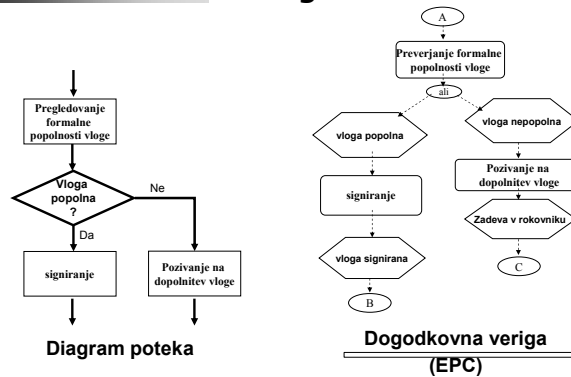 Pregledovanje
formalne
popolnosti vloge
Vloga
popolna
?
Ne
Da
signiranje
Pozivanje na
dopolnitev vloge
Diagram poteka
A
Preverjanje formalne
popolnosti vloge
ali
vloga popolna
vloga nepopolna
signiranje
Pozivanje na
dopolnitev vloge
Zadeva v rokovniku
vloga signirana
C
B
Dogodkovna veriga
(EPC)